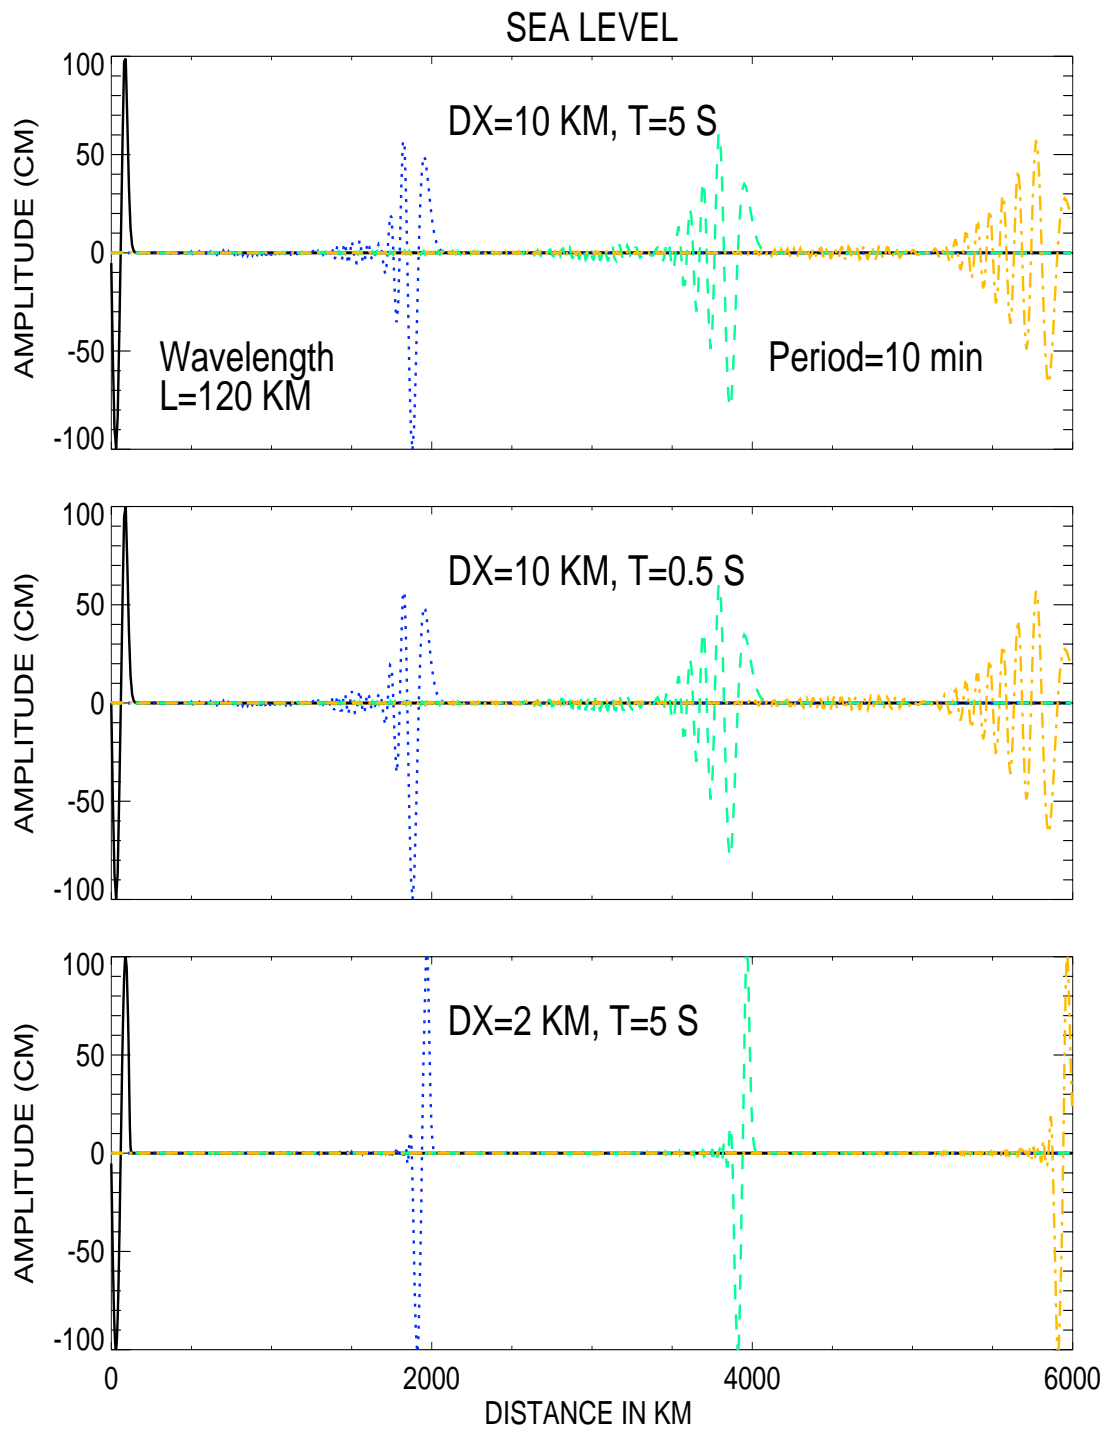 SEA LEVEL
100
50
0
-50
-100
AMPLITUDE (CM)
DX=10 KM, T=5 S
Wavelength
L=120 KM
Period=10 min
100
50
0
-50
-100
AMPLITUDE (CM)
DX=10 KM, T=0.5 S
100
50
0
-50
-100
AMPLITUDE (CM)
DX=2 KM, T=5 S
0 2000 4000 6000
DISTANCE IN KM